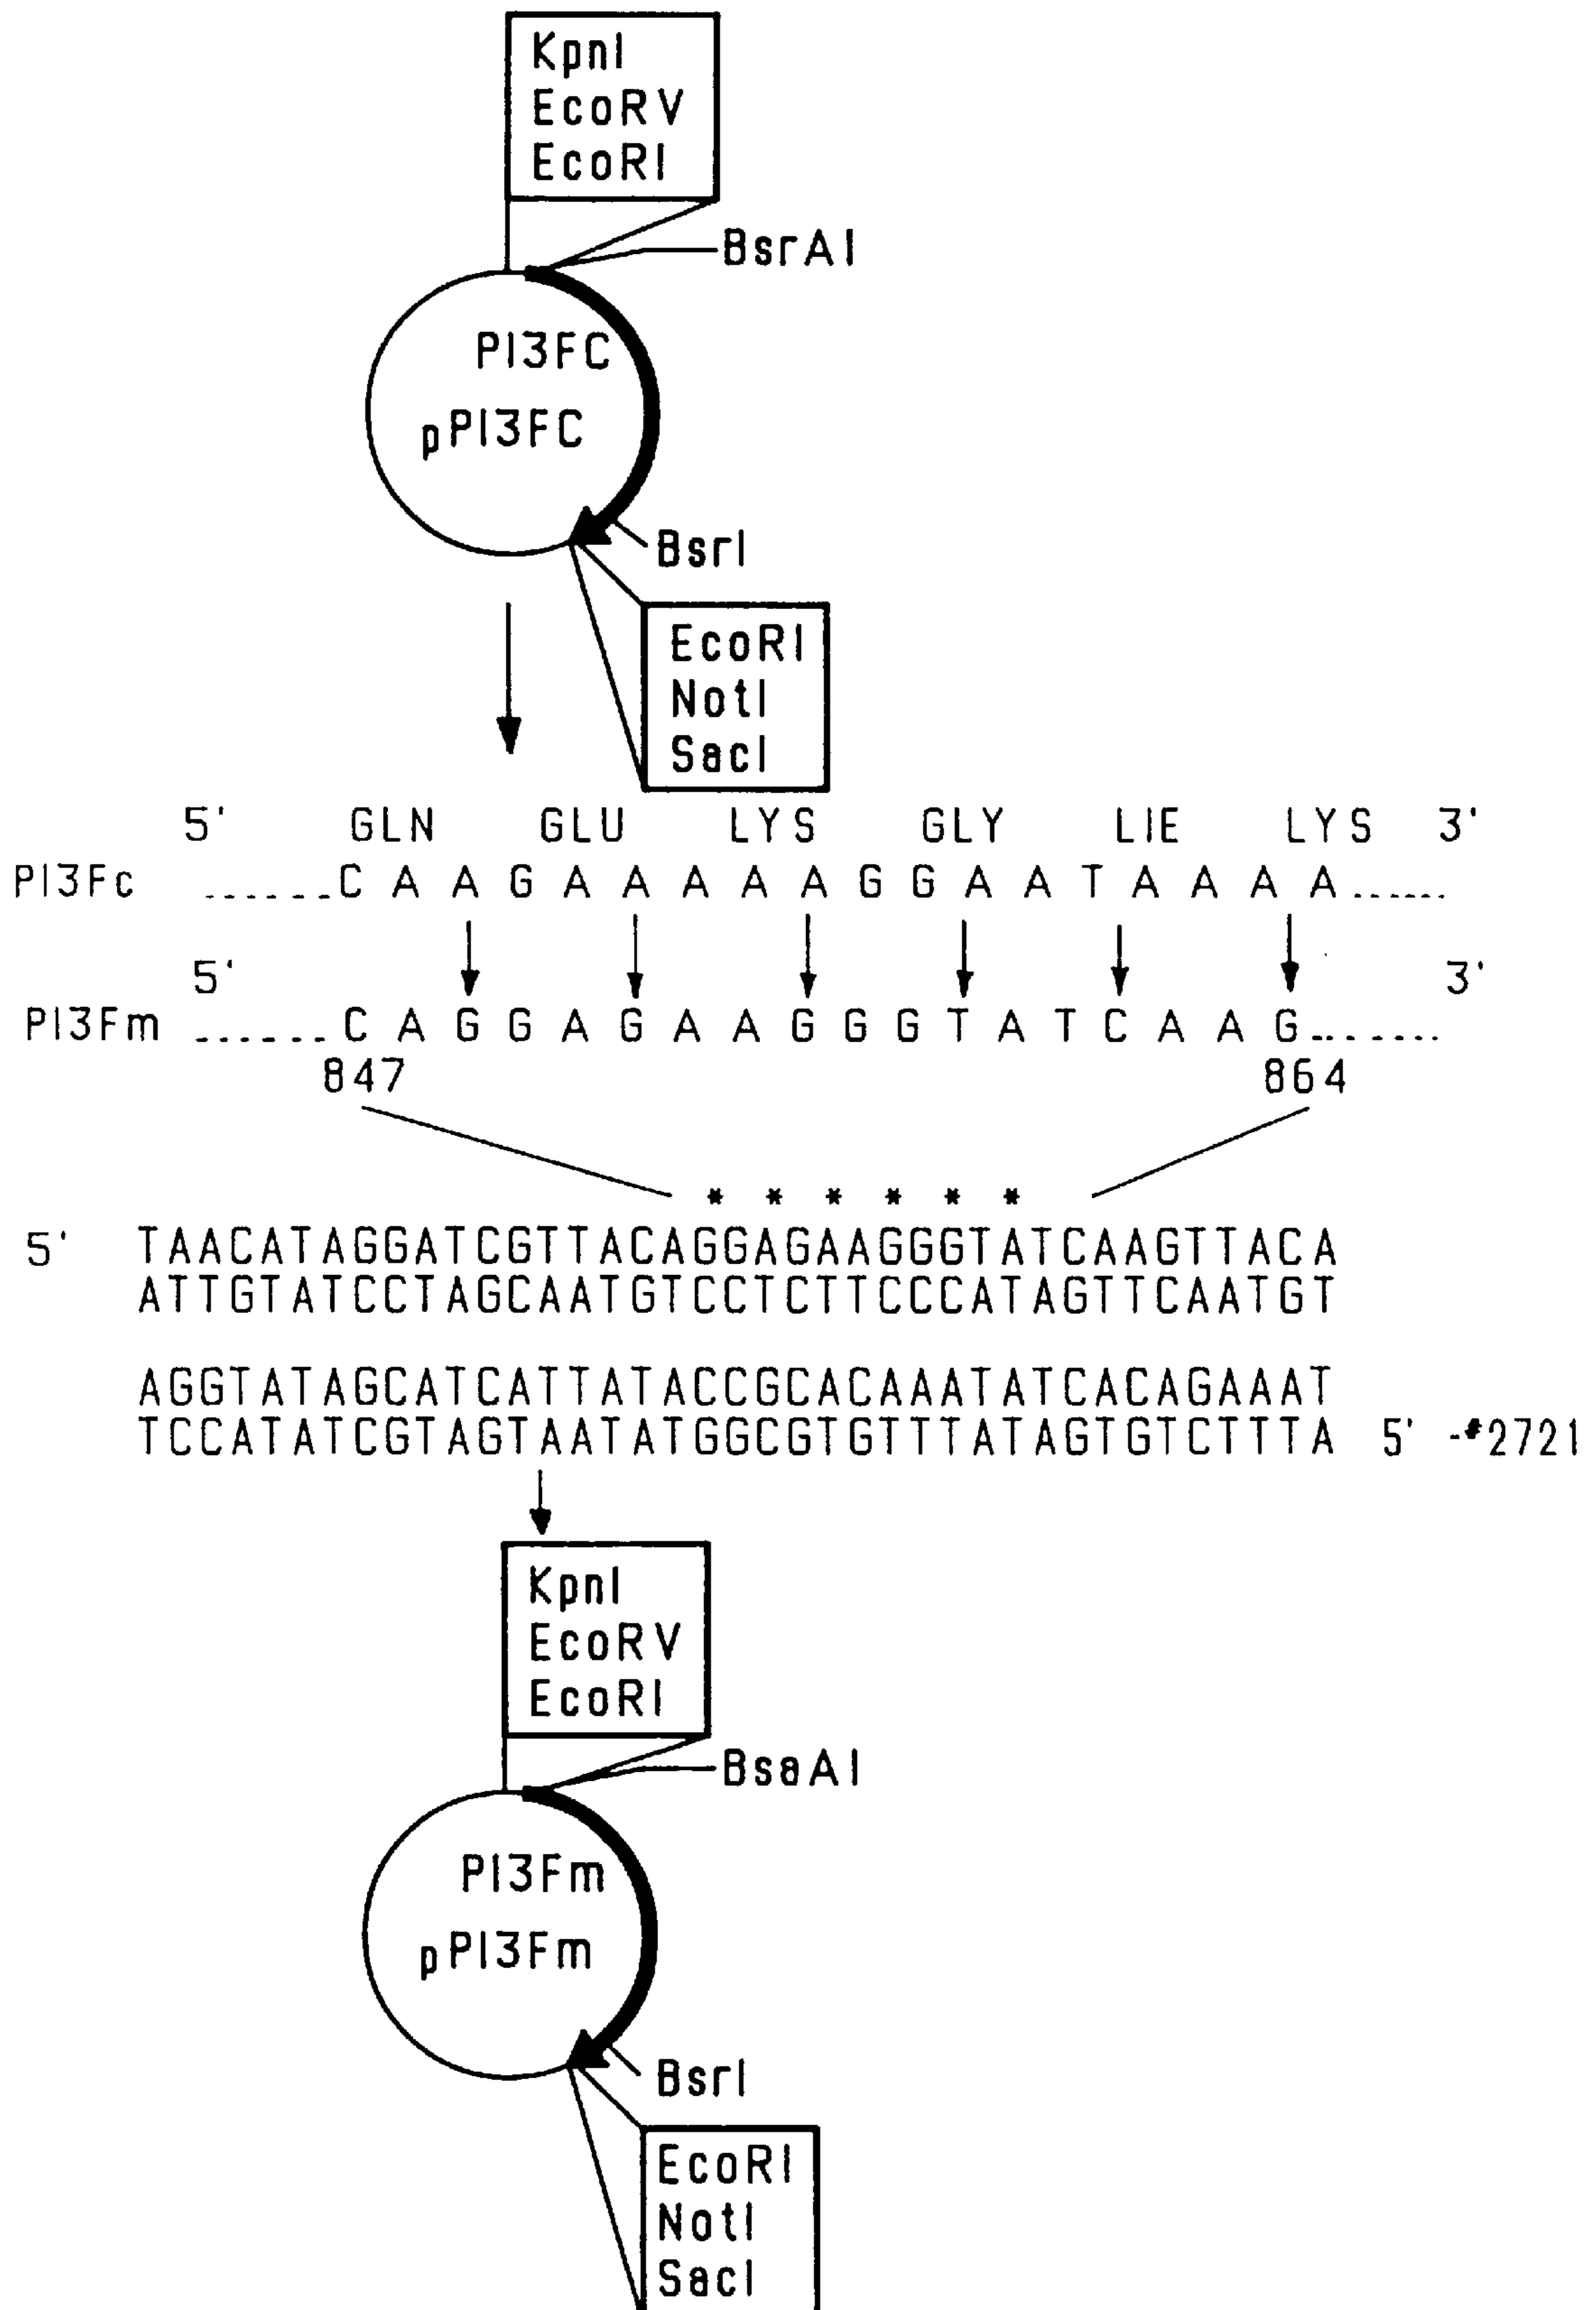 KpnI
EcoRV
EcoRI
BsrAI
PI3FC
pPI3FC
BsrI
EcoRI
NotI
SacI
5' GLN GLU LYS GLY LIE LYS 3'
PI3Fc ......C A A G A A A A A G G A A T A A A A......
5' 3'
PI3Fm ......C A G G A G A A G G G T A T C A A G.......
847 864
* * * * * *
5' TAACATAGGATCGTTACAGGAGAAGGGTATCAAGTTACA
ATTGTATCCTAGCAATGTCCTCTTCCCATAGTTCAATGT
AGGTATAGCATCATTATACCGCACAAATATCACAGAAAT
TCCATATCGTAGTAATATGGCGTGTTTATAGTGTCTTTA 5' -#2721
KpnI
EcoRV
EcoRI
BsaAI
PI3Fm
pPI3Fm
BsrI
EcoRI
NotI
SacI